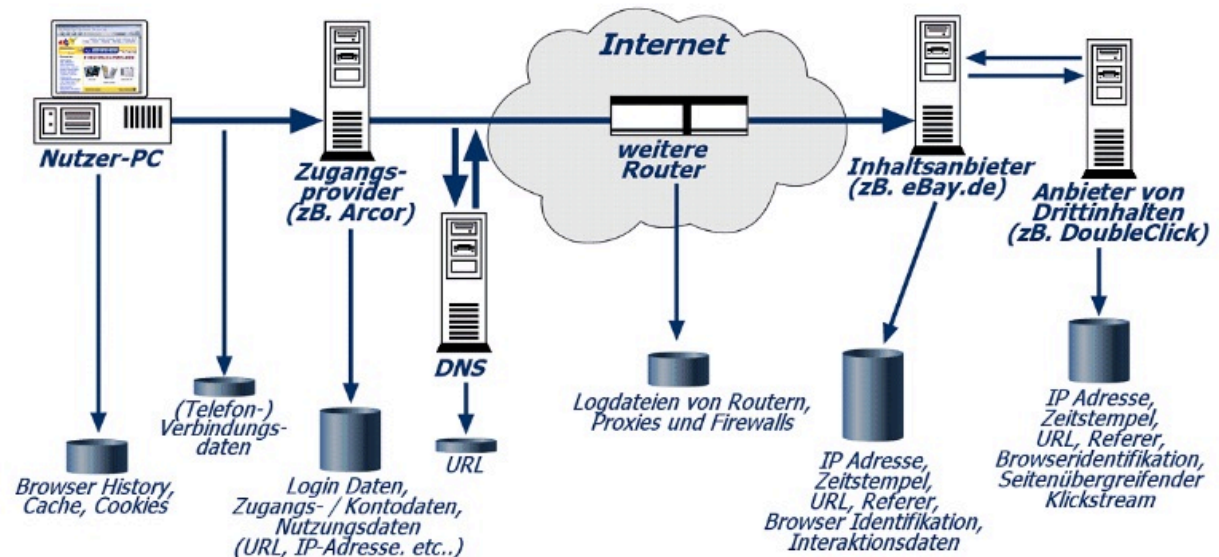 Internet
Nutzer-PC
Zugangs-
provider
(zB. Arcor)
weitere
Router
Inhaltsanbieter
(zB. eBay.de)
Anbieter von
Drittinhalten
(zB. DoubleClick)
DNS
(Telefon-)
Verbindungs-
daten
Browser History,
Cache, Cookies
Login Daten,
Zugangs- / Kontodaten,
Nutzungsdaten
(URL, IP-Adresse. etc..)
URL
Logdateien von Routern,
Proxies und Firewalls
IP Adresse,
Zeitstempel,
URL, Referer,
Browser Identifikation,
Interaktionsdaten
IP Adresse,
Zeitstempel,
URL, Referer,
Browseridentifikation,
Seitenübergreifender
Klickstream